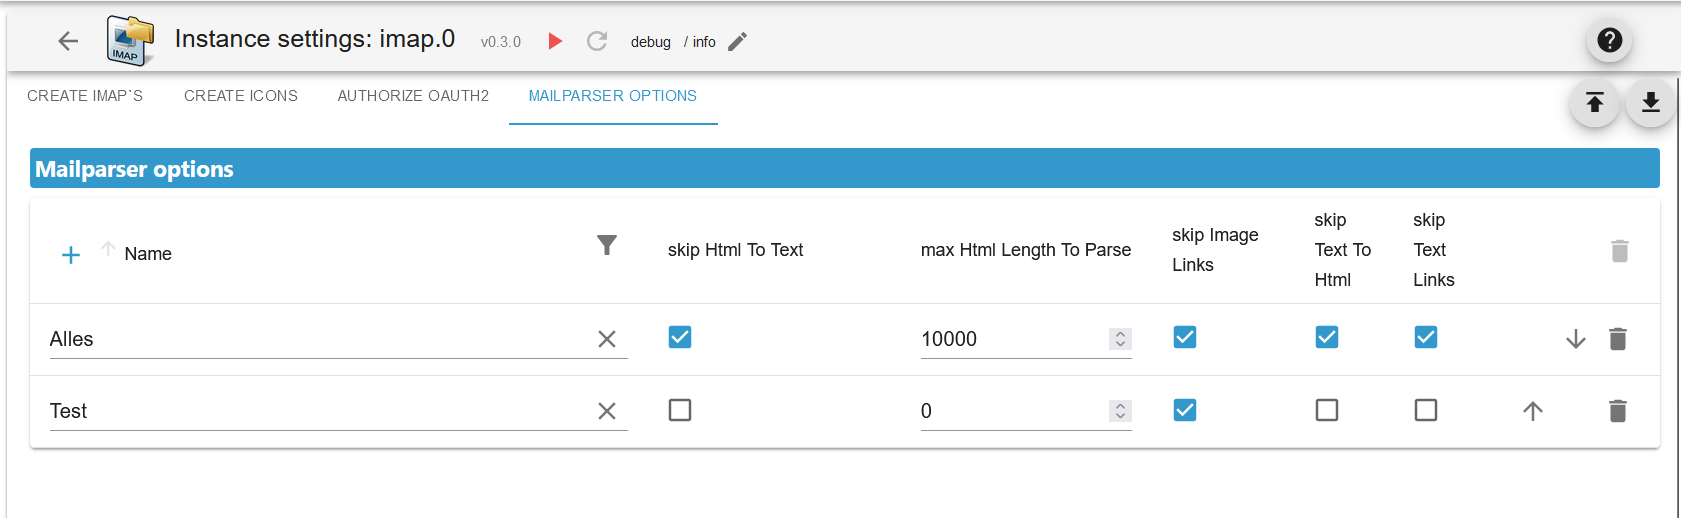 IMAP
Instance settings: imap.0 v0.3.0 debug / info
CREATE IMAP`S CREATE ICONS AUTHORIZE OAUTH2 MAILPARSER OPTIONS
Mailparser options
Name
skip Html To Text
max Html Length To Parse
skip Image
Links
skip
Text To
Html
skip
Text
Links
Alles 10000
Test 0